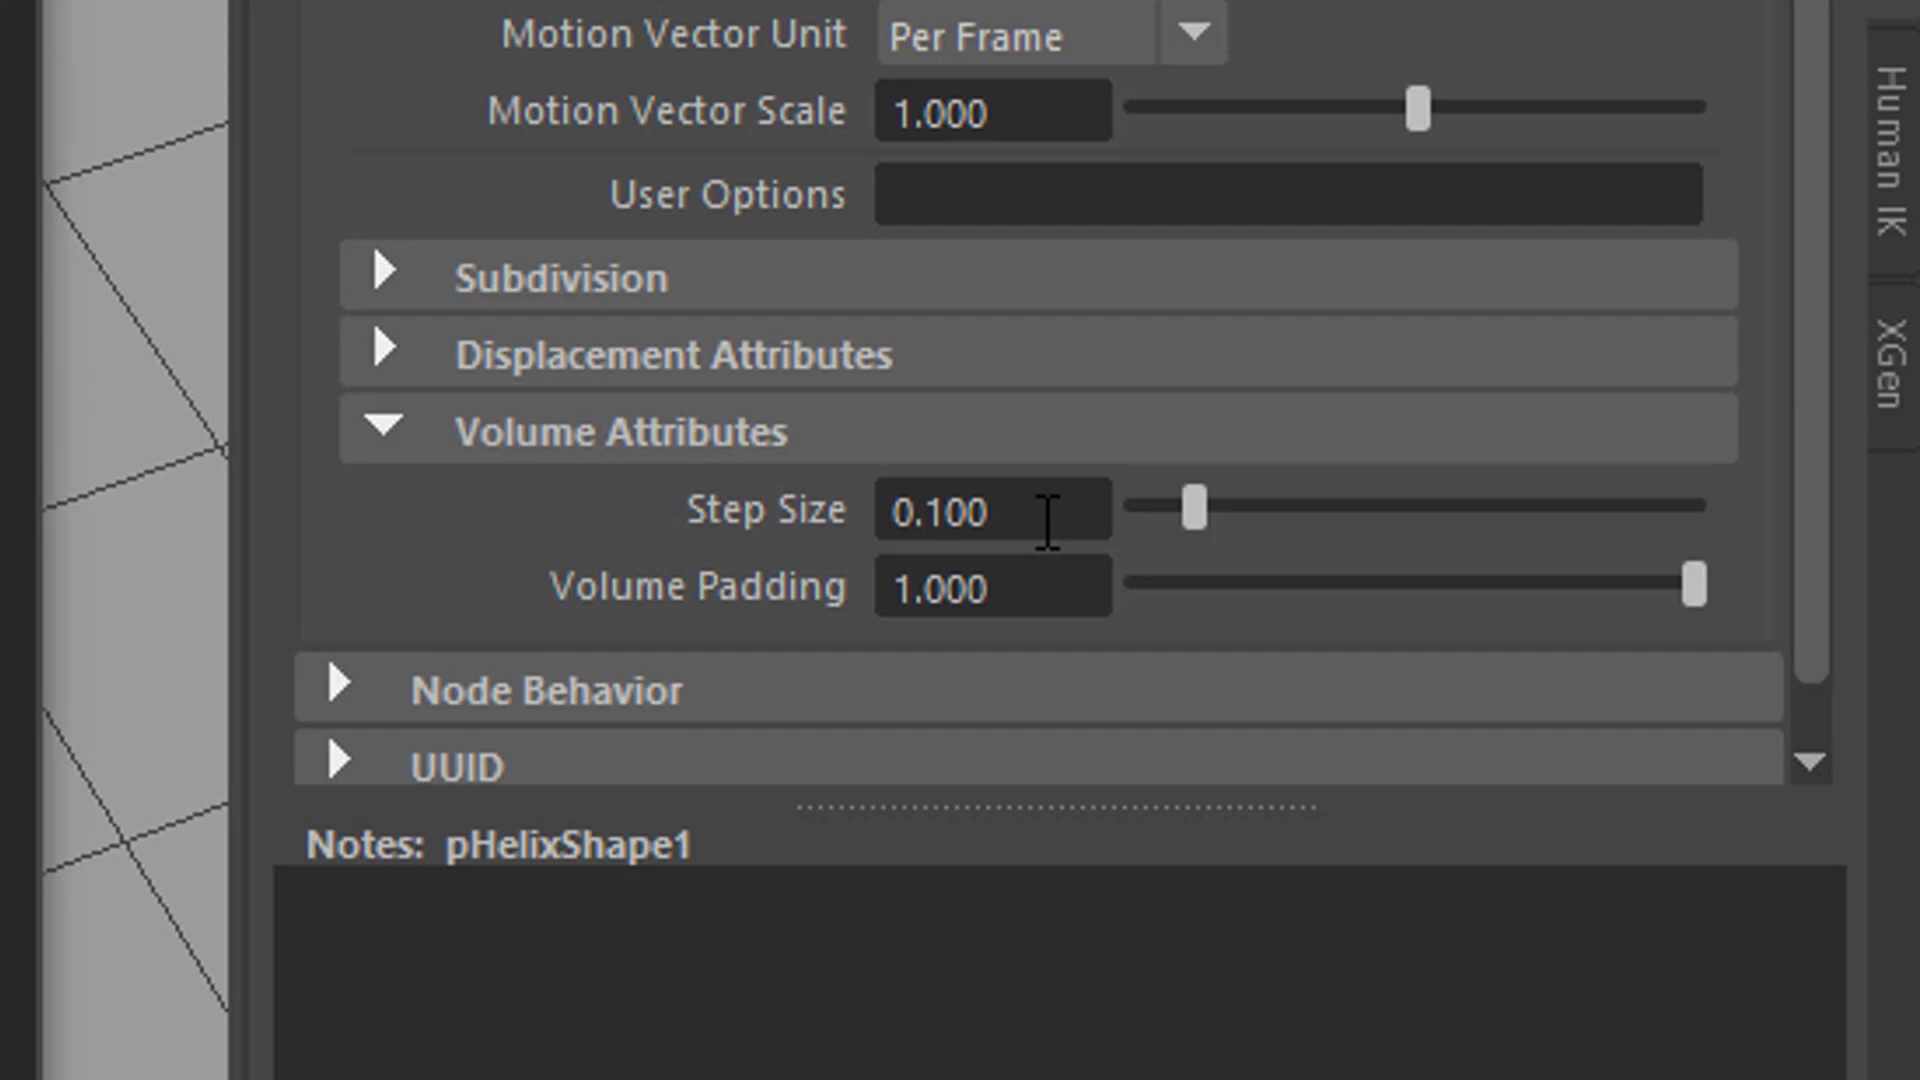 Motion Vector Unit Per Frame
Motion Vector Scale 1.000
User Options
Subdivision
Displacement Attributes
Volume Attributes
Step Size 0.100
Volume Padding 1.000
Node Behavior
UUID
Notes: pHelixShape1
Human IK
XGen